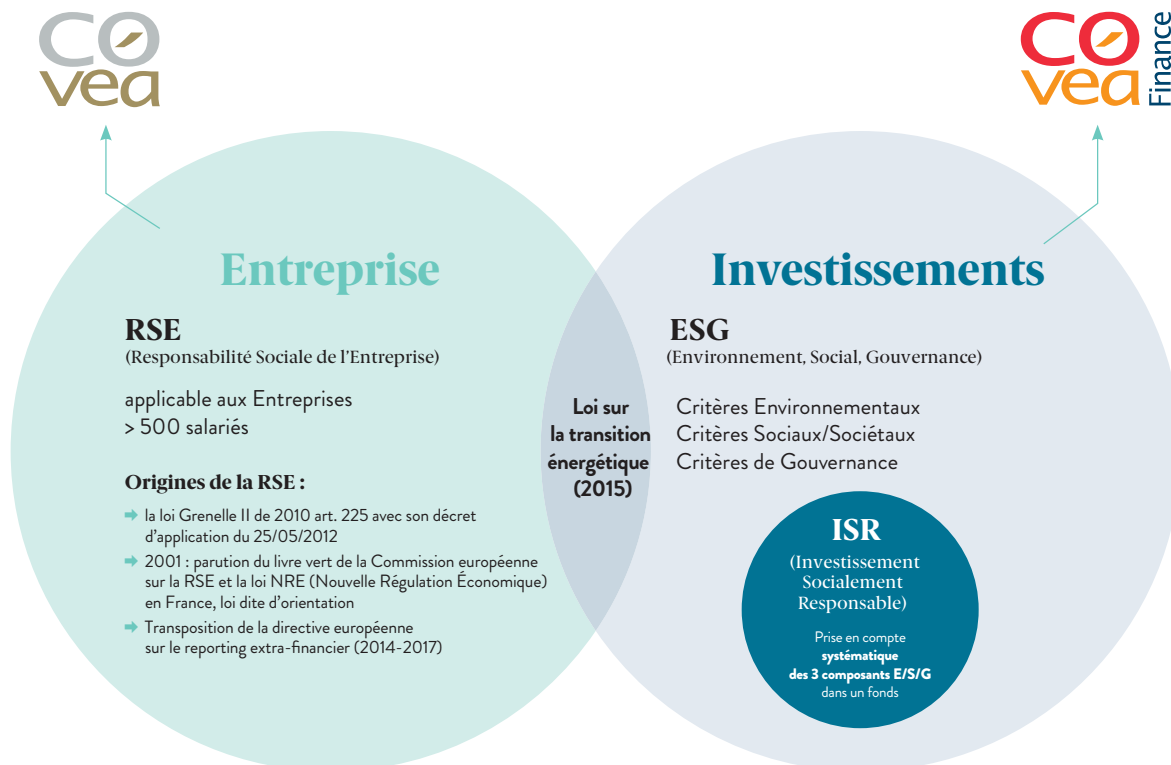 CÓ
véa
CÓ
véa
Finance
Entreprise
RSE
(Responsabilité Sociale de l'Entreprise)
applicable aux Entreprises
> 500 salariés
Origines de la RSE :
la loi Grenelle II de 2010 art. 225 avec son décret
d'application du 25/05/2012
2001 : parution du livre vert de la Commission européenne
sur la RSE et la loi NRE (Nouvelle Régulation Économique)
en France, loi dite d'orientation
Transposition de la directive européenne
sur le reporting extra-financier (2014-2017)
Loi sur
la transition
énergétique
(2015)
Investissements
ESG
(Environnement, Social, Gouvernance)
Critères Environnementaux
Critères Sociaux/Sociétaux
Critères de Gouvernance
ISR
(Investissement
Socialement
Responsable)
Prise en compte
systématique
des 3 composants E/S/G
dans un fonds